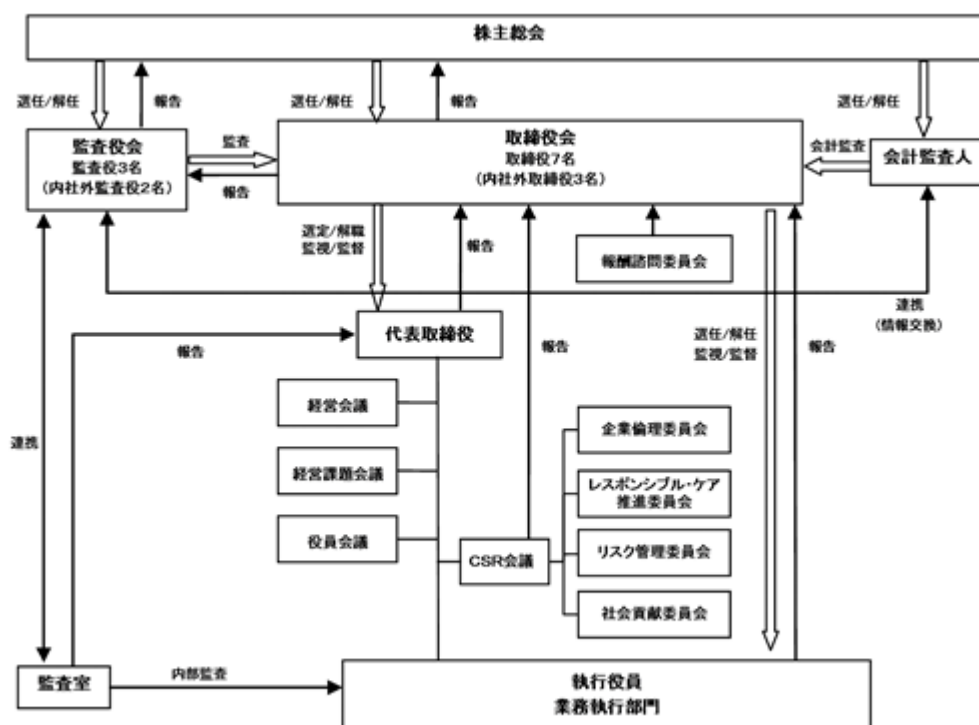 株主総会
選任/解任
報告
選任/解任
報告
選任/解任
監査役会
監査役3名
(内社外監査役2名)
監査
報告
取締役会
取締役7名
(内社外取締役3名)
会計監査
会計監査人
選定/解職
監視/監督
報告
報酬諮問委員会
連携
(情報交換)
代表取締役
報告
報告
選任/解任
監視/監督
報告
経営会議
企業倫理委員会
連携
経営課題会議
レスポンシブル・ケア
推進委員会
役員会議
CSR会議
リスク管理委員会
社会貢献委員会
監査室
内部監査
執行役員
業務執行部門